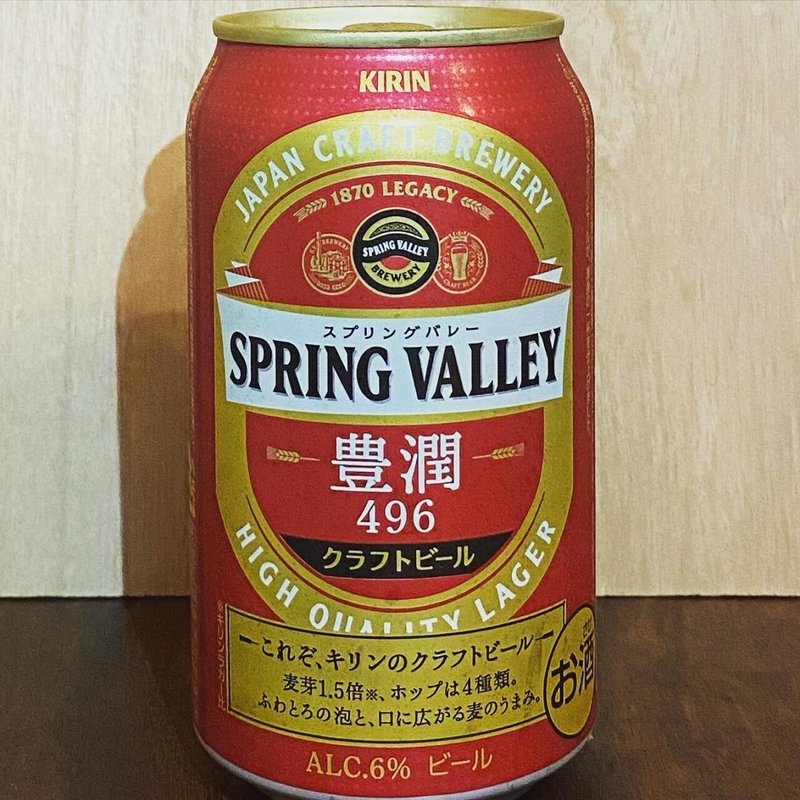 KIRIN
JAPAN CRAFT BREWERY
1870 LEGACY
SPRING VALLEY
BREWERY
スプリングバレー
SPRING VALLEY
豊潤
496
クラフトビール
HIGH QUALITY LAGER
これぞ、キリンのクラフトビール
麦芽1.5倍※、ホップは4種類。
ふわとろの泡と、口に広がる麦のうまみ。
お酒
ALC.6% ビール